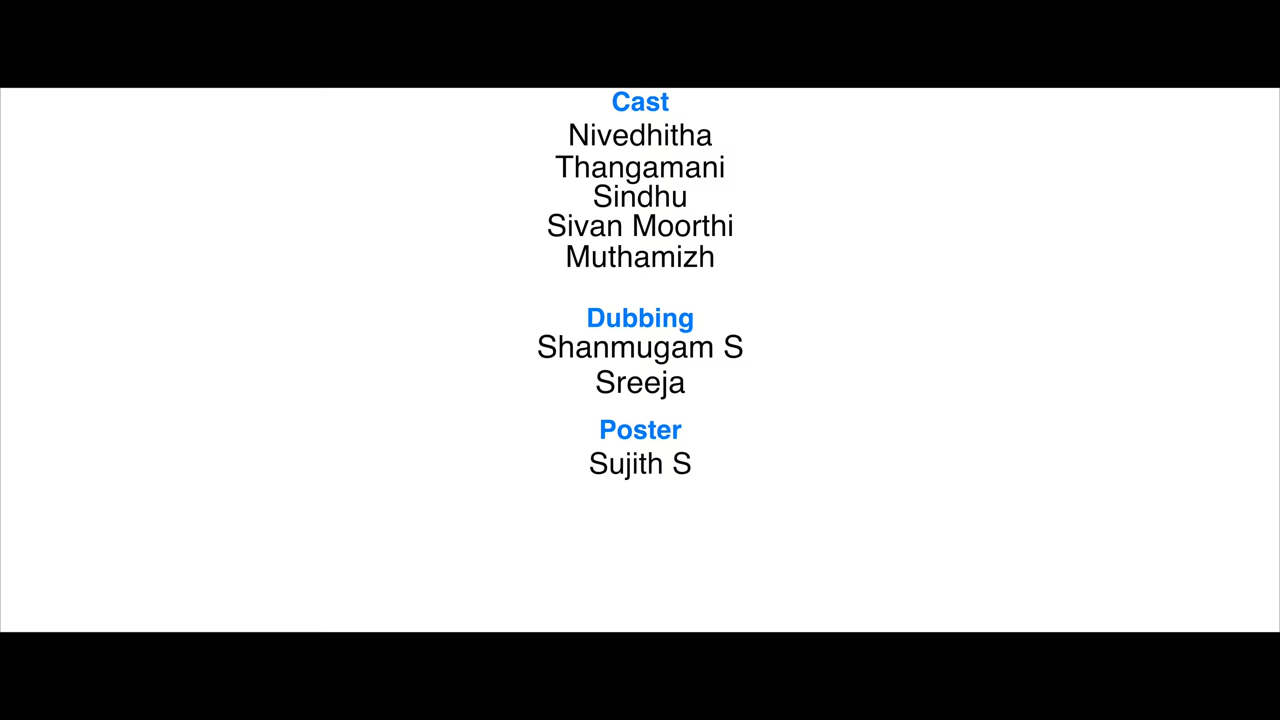 Cast
Nivedhitha
Thangamani
Sindhu
Sivan Moorthi
Muthamizh
Dubbing
Shanmugam S
Sreeja
Poster
Sujith S